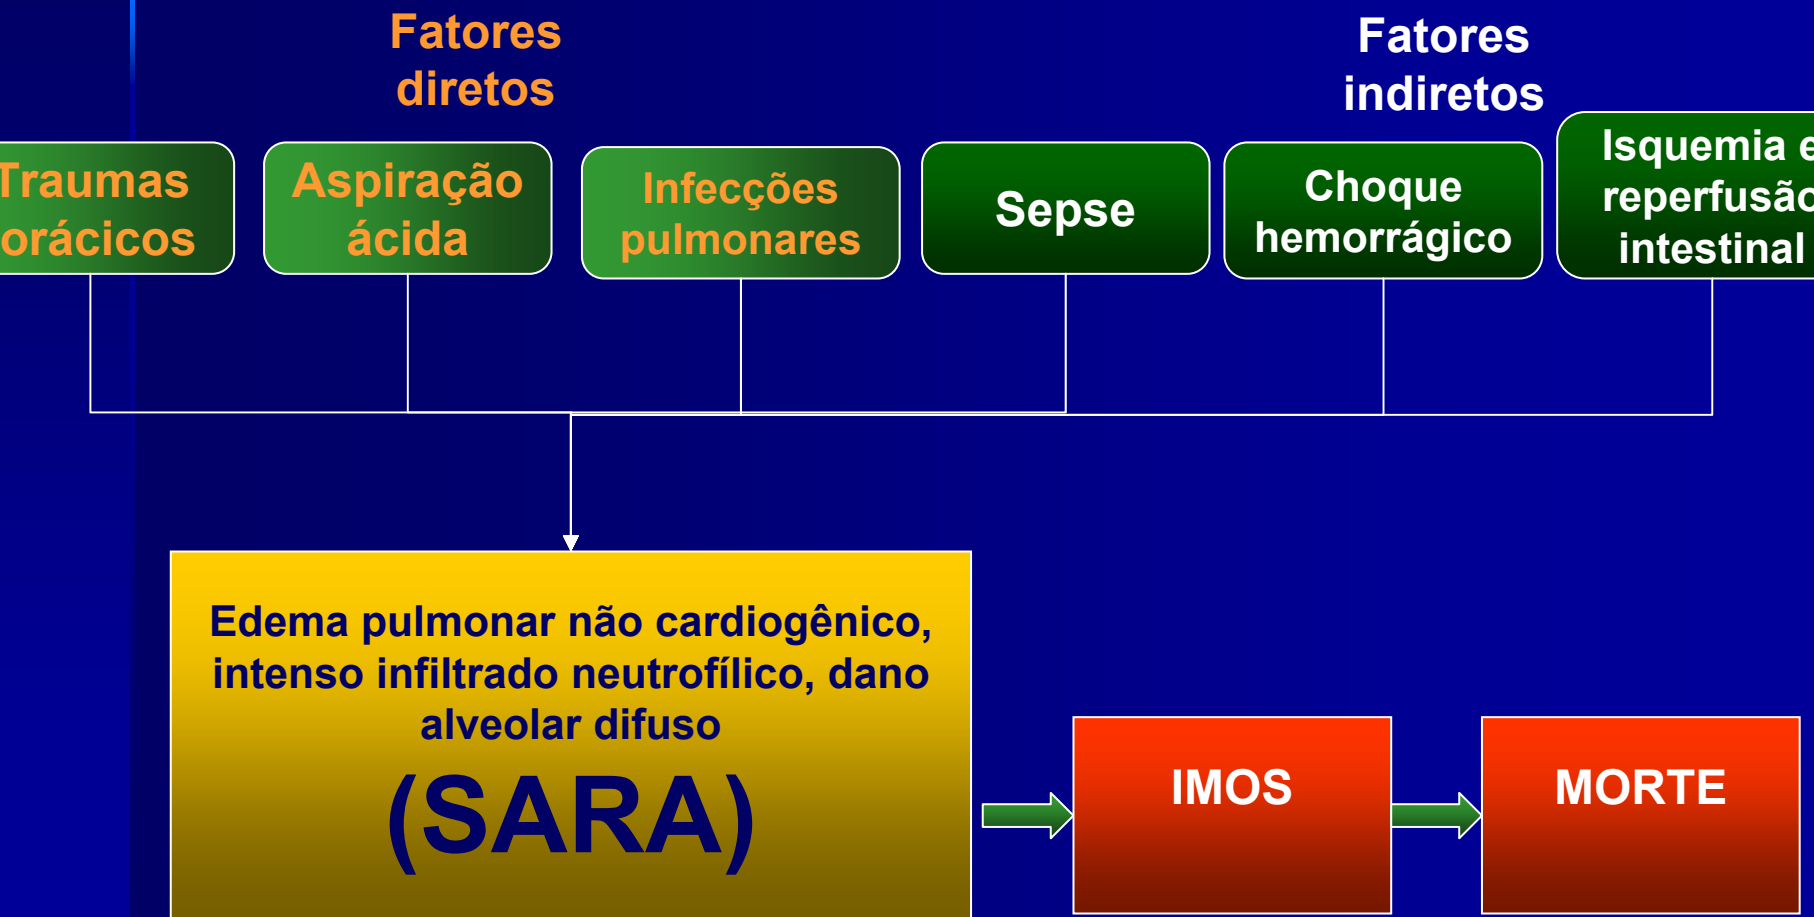 Fatores
diretos
Fatores
indiretos
Traumas
orácicos
Aspiração
ácida
Infecções
pulmonares
Sepse
Choque
hemorrágico
Isquemia e
reperfusão
intestinal
Edema pulmonar não cardiogênico,
intenso infiltrado neutrofílico, dano
alveolar difuso
(SARA)
IMOS
MORTE